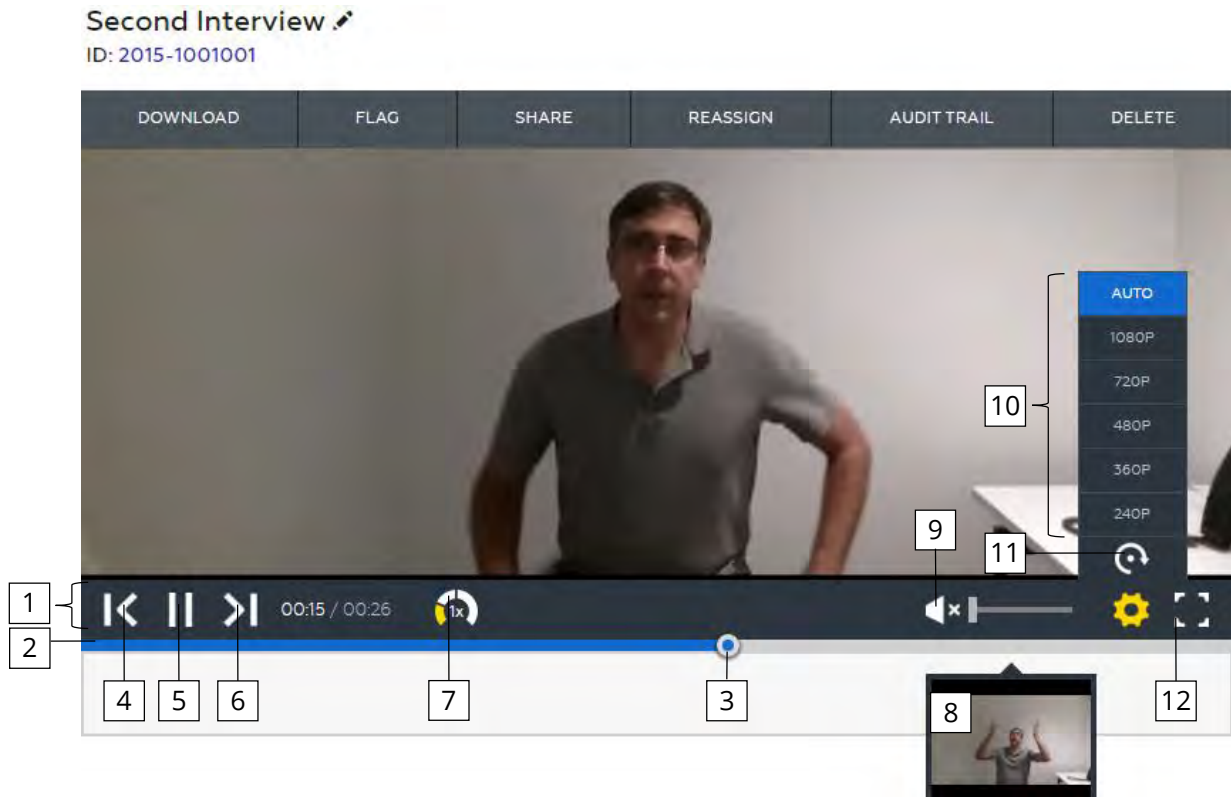 Second Interview
ID: 2015-1001001
DOWNLOAD FLAG SHARE REASSIGN AUDIT TRAIL DELETE
AUTO
1080P
720P
10
480P
360P
240P
9
11
1
00:15 / 00:26 1x
2
4 5 6 7 3 8 12